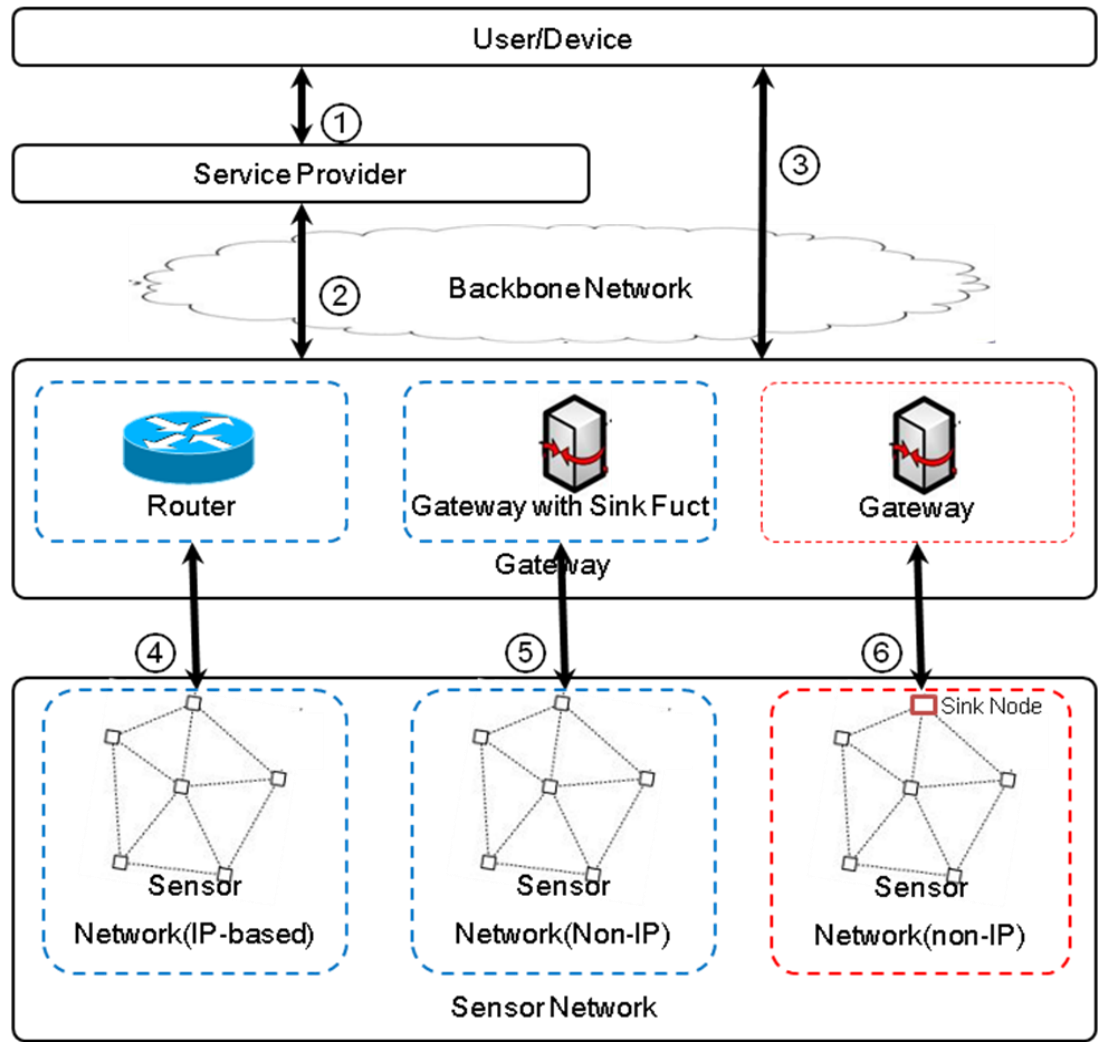 User/Device
①
Service Provider
③
②
Backbone Network
Router
Gateway with Sink Fuct
Gateway
Gateway
④
⑤
⑥
Sink Node
Sensor
Network(IP-based)
Sensor
Network(Non-IP)
Sensor
Network(non-IP)
Sensor Network